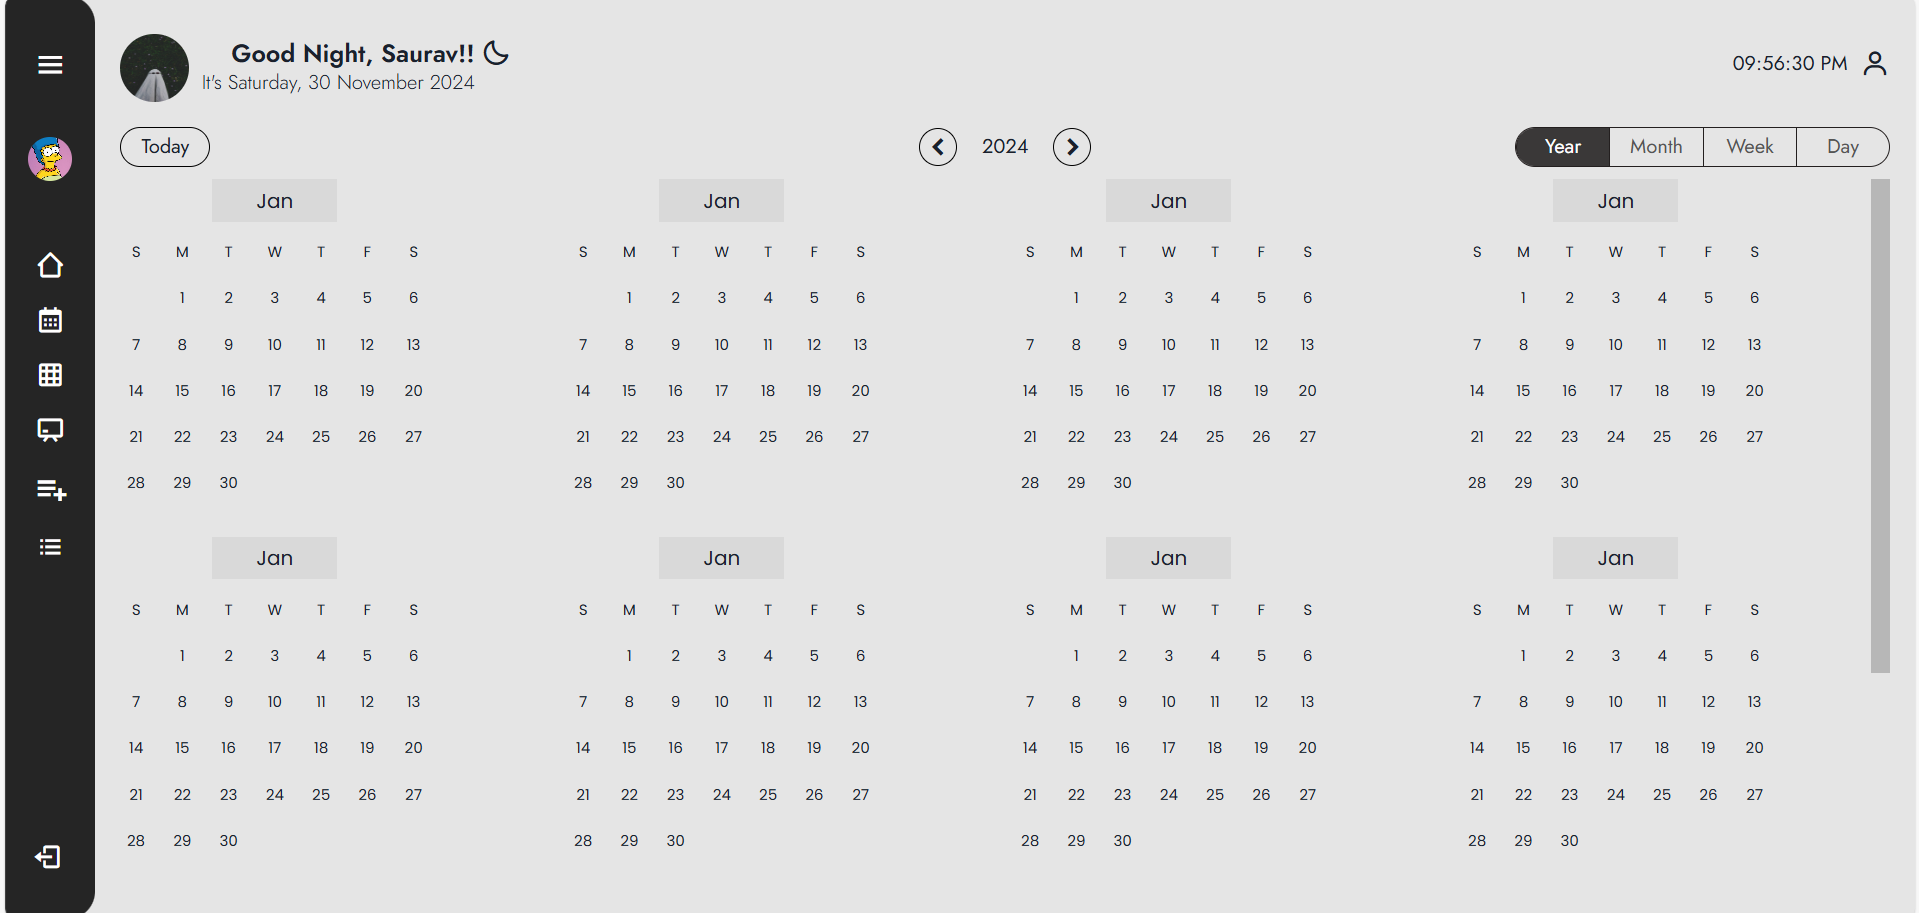 Good Night, Saurav!!
It's Saturday, 30 November 2024
09:56:30 PM
Today
2024
Year Month Week Day
Jan Jan Jan Jan
S M T W T F S S M T W T F S S M T W T F S S M T W T F S
1 2 3 4 5 6 1 2 3 4 5 6 1 2 3 4 5 6 1 2 3 4 5 6
7 8 9 10 11 12 13 7 8 9 10 11 12 13 7 8 9 10 11 12 13 7 8 9 10 11 12 13
14 15 16 17 18 19 20 14 15 16 17 18 19 20 14 15 16 17 18 19 20 14 15 16 17 18 19 20
21 22 23 24 25 26 27 21 22 23 24 25 26 27 21 22 23 24 25 26 27 21 22 23 24 25 26 27
28 29 30 28 29 30 28 29 30 28 29 30
Jan Jan Jan Jan
S M T W T F S S M T W T F S S M T W T F S S M T W T F S
1 2 3 4 5 6 1 2 3 4 5 6 1 2 3 4 5 6 1 2 3 4 5 6
7 8 9 10 11 12 13 7 8 9 10 11 12 13 7 8 9 10 11 12 13 7 8 9 10 11 12 13
14 15 16 17 18 19 20 14 15 16 17 18 19 20 14 15 16 17 18 19 20 14 15 16 17 18 19 20
21 22 23 24 25 26 27 21 22 23 24 25 26 27 21 22 23 24 25 26 27 21 22 23 24 25 26 27
28 29 30 28 29 30 28 29 30 28 29 30